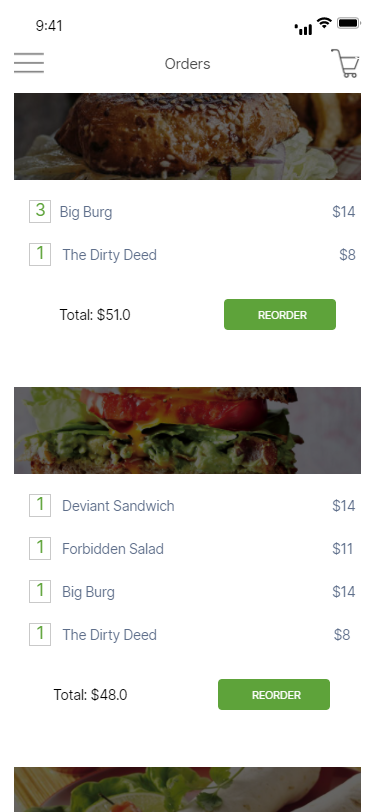 9:41
Orders
3 Big Burg $14
1 The Dirty Deed $8
Total: $51.0 REORDER
1 Deviant Sandwich $14
1 Forbidden Salad $11
1 Big Burg $14
1 The Dirty Deed $8
Total: $48.0 REORDER